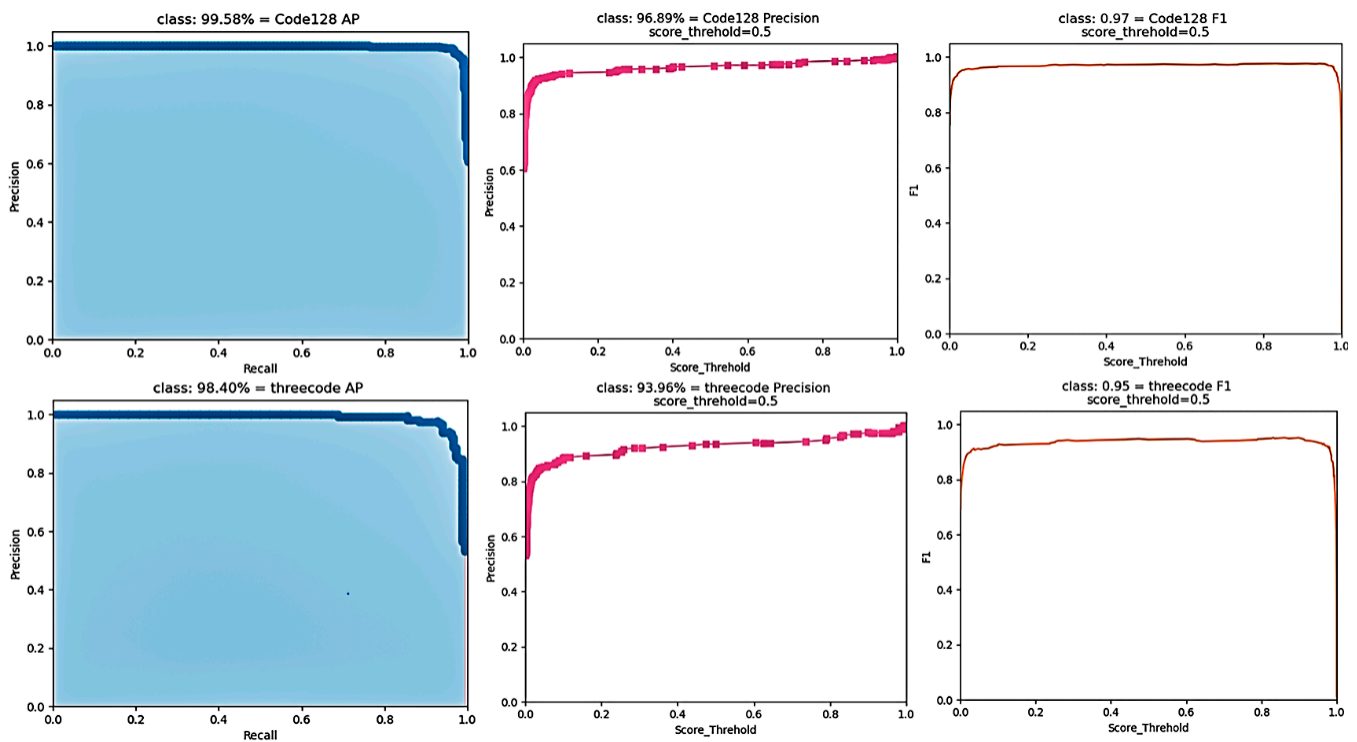 class: 99.58% = Code128 AP
1.0
0.8
0.6
0.4
0.2
0.0
Precision
0.0 0.2 0.4 0.6 0.8 1.0
Recall
class: 96.89% = Code128 Precision
score_threhold=0.5
1.0
0.8
0.6
0.4
0.2
0.0
Precision
0.0 0.2 0.4 0.6 0.8 1.0
Score_Threhold
class: 0.97 = Code128 F1
score_threhold=0.5
1.0
0.8
0.6
0.4
0.2
0.0
F1
0.0 0.2 0.4 0.6 0.8 1.0
Score_Threhold
class: 98.40% = threecode AP
1.0
0.8
0.6
0.4
0.2
0.0
Precision
0.0 0.2 0.4 0.6 0.8 1.0
Recall
class: 93.96% = threecode Precision
score_threhold=0.5
1.0
0.8
0.6
0.4
0.2
0.0
Precision
0.0 0.2 0.4 0.6 0.8 1.0
Score_Threhold
class: 0.95 = threecode F1
score_threhold=0.5
1.0
0.8
0.6
0.4
0.2
0.0
F1
0.0 0.2 0.4 0.6 0.8 1.0
Score_Threhold